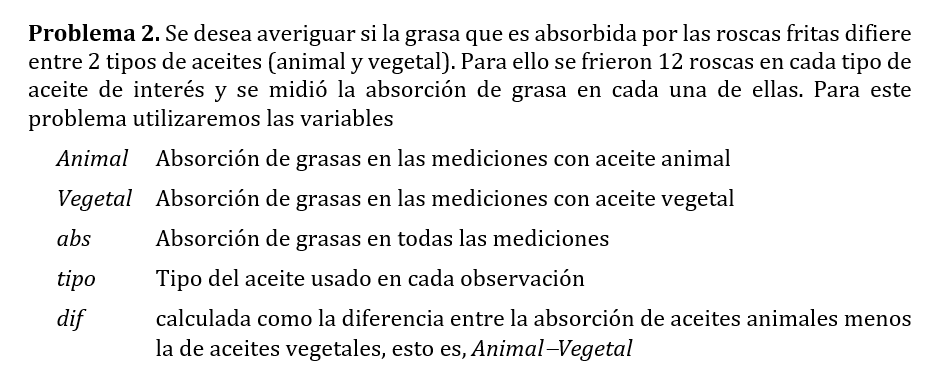 Problema 2. Se desea averiguar si la grasa que es absorbida por las roscas fritas difiere
entre 2 tipos de aceites (animal y vegetal). Para ello se frieron 12 roscas en cada tipo de
aceite de interés y se midió la absorción de grasa en cada una de ellas. Para este
problema utilizaremos las variables
Animal Absorción de grasas en las mediciones con aceite animal
Vegetal Absorción de grasas en las mediciones con aceite vegetal
abs Absorción de grasas en todas las mediciones
tipo Tipo del aceite usado en cada observación
dif calculada como la diferencia entre la absorción de aceites animales menos
la de aceites vegetales, esto es, Animal–Vegetal